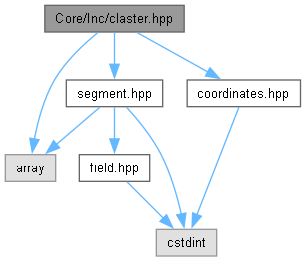 Core/Inc/claster.hpp
segment.hpp
coordinates.hpp
array
field.hpp
cstdint